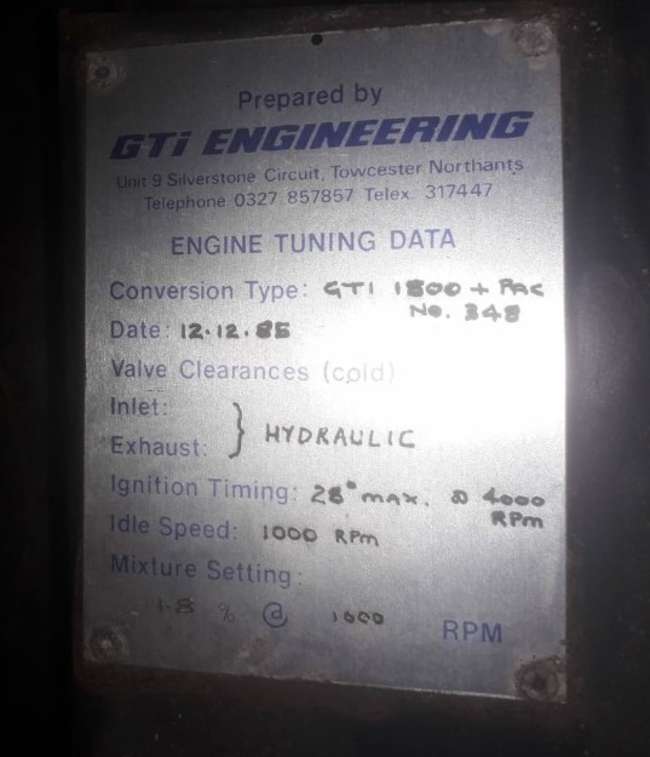 Prepared by
GTi ENGINEERING
Unit 9 Silverstone Circuit, Towcester Northants
Telephone 0327 857857 Telex 317447
ENGINE TUNING DATA
Conversion Type: GTI 1800 + PAC
No. 348
Date: 12.12.85
Valve Clearances (cold)
Inlet:
Exhaust: } HYDRAULIC
Ignition Timing: 28° max. @ 4000
RPM
Idle Speed: 1000 RPM
Mixture Setting:
1.8 % @ 1000 RPM